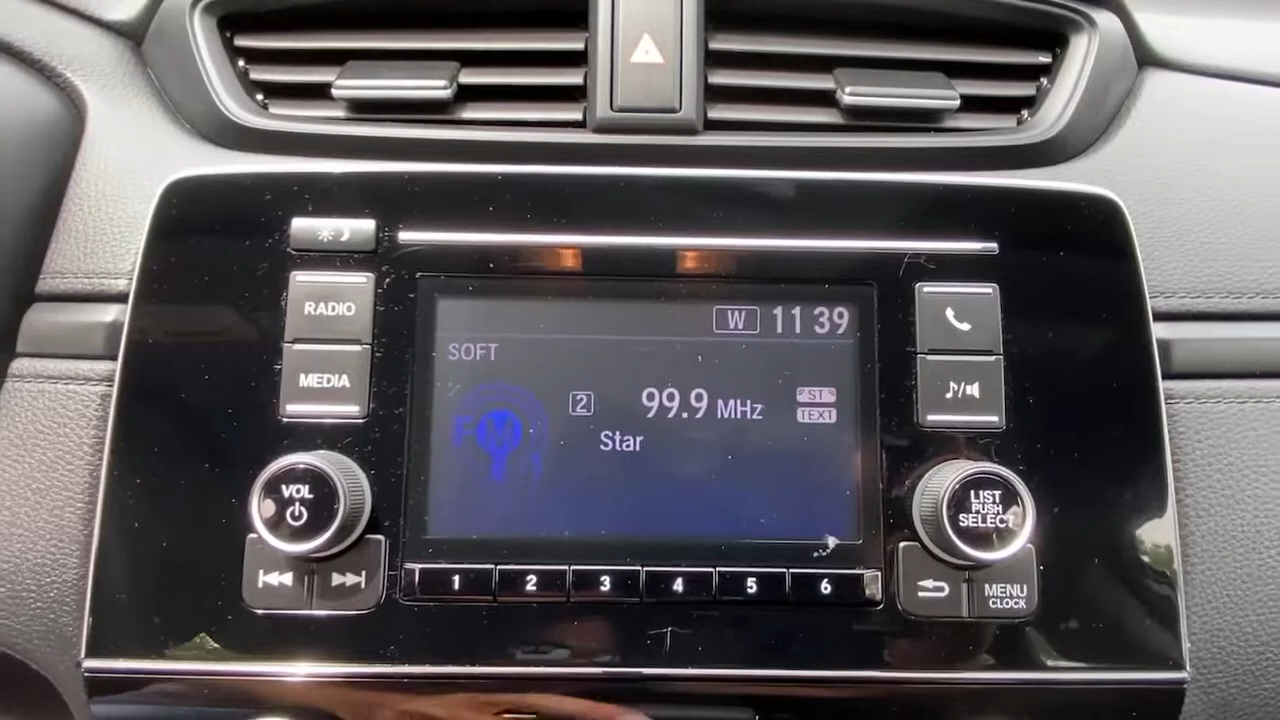 RADIO
MEDIA
W 11 39
SOFT
2 99.9 MHz ST
TEXT
Star
FM
VOL
LIST
PUSH
SELECT
1 2 3 4 5 6
MENU
CLOCK